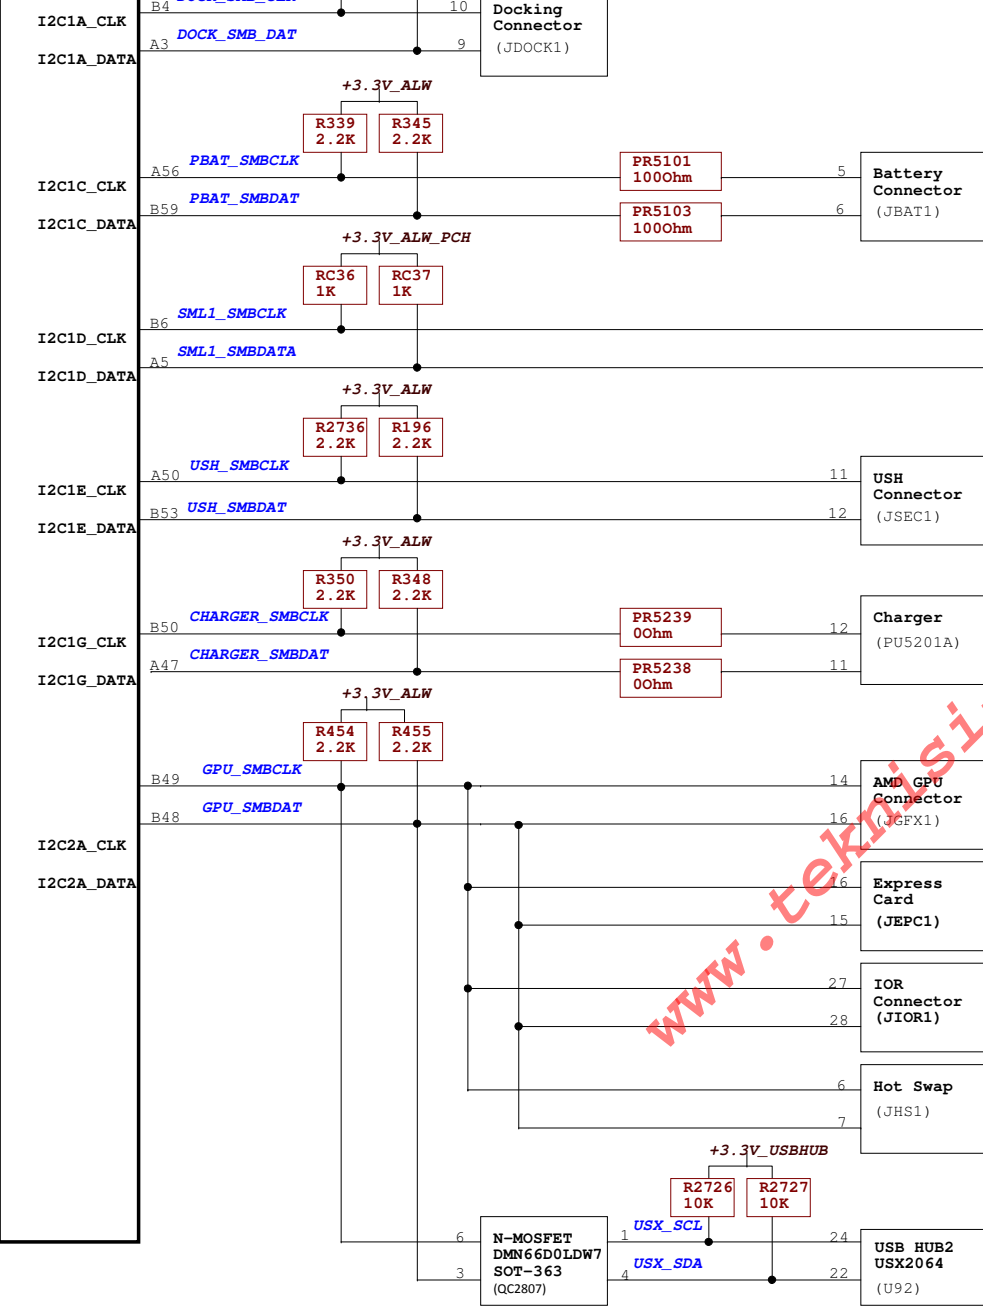 B4
10
I2C1A_CLK
Docking
Connector
(JDOCK1)
DOCK_SMB_DAT
A3
9
I2C1A_DATA
+3.3V_ALW
R339
2.2K
R345
2.2K
PBAT_SMBCLK
A56
PR5101
100Ohm
5
I2C1C_CLK
Battery
Connector
(JBAT1)
PBAT_SMBDAT
B59
PR5103
100Ohm
6
I2C1C_DATA
+3.3V_ALW_PCH
RC36
1K
RC37
1K
SML1_SMBCLK
B6
I2C1D_CLK
SML1_SMBDATA
A5
I2C1D_DATA
+3.3V_ALW
R2736
2.2K
R196
2.2K
USH_SMBCLK
A50
11
I2C1E_CLK
USH
Connector
(JSEC1)
USH_SMBDAT
B53
12
I2C1E_DATA
+3.3V_ALW
R350
2.2K
R348
2.2K
CHARGER_SMBCLK
B50
PR5239
0Ohm
12
I2C1G_CLK
Charger
(PU5201A)
CHARGER_SMBDAT
A47
PR5238
0Ohm
11
I2C1G_DATA
+3.3V_ALW
R454
2.2K
R455
2.2K
GPU_SMBCLK
B49
14
AMD GPU
Connector
(JGFX1)
GPU_SMBDAT
B48
16
I2C2A_CLK
I2C2A_DATA
16
Express
Card
(JEPC1)
15
27
IOR
Connector
(JIOR1)
28
6
Hot Swap
(JHS1)
7
+3.3V_USBHUB
R2726
10K
R2727
10K
6
N-MOSFET
DMN66D0LDW7
SOT-363
(QC2807)
3
1
USX_SCL
24
4
USX_SDA
22
USB HUB2
USX2064
(U92)
www.teknisi